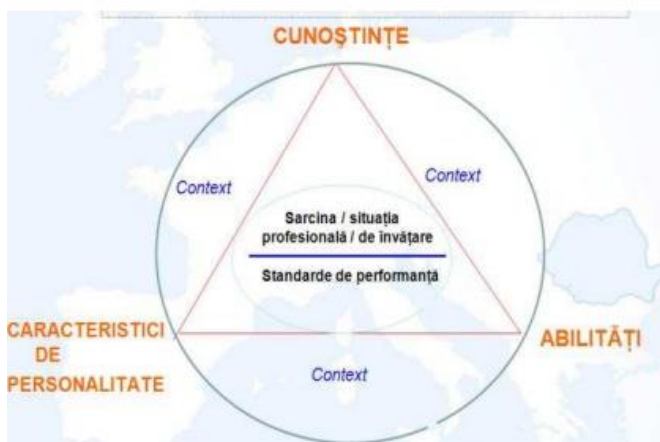 CUNOȘTINȚE
Context
Context
Sarcina / situația
profesională / de învățare
Standarde de performanță
CARACTERISTICI
DE
PERSONALITATE
ABILITĂȚI
Context